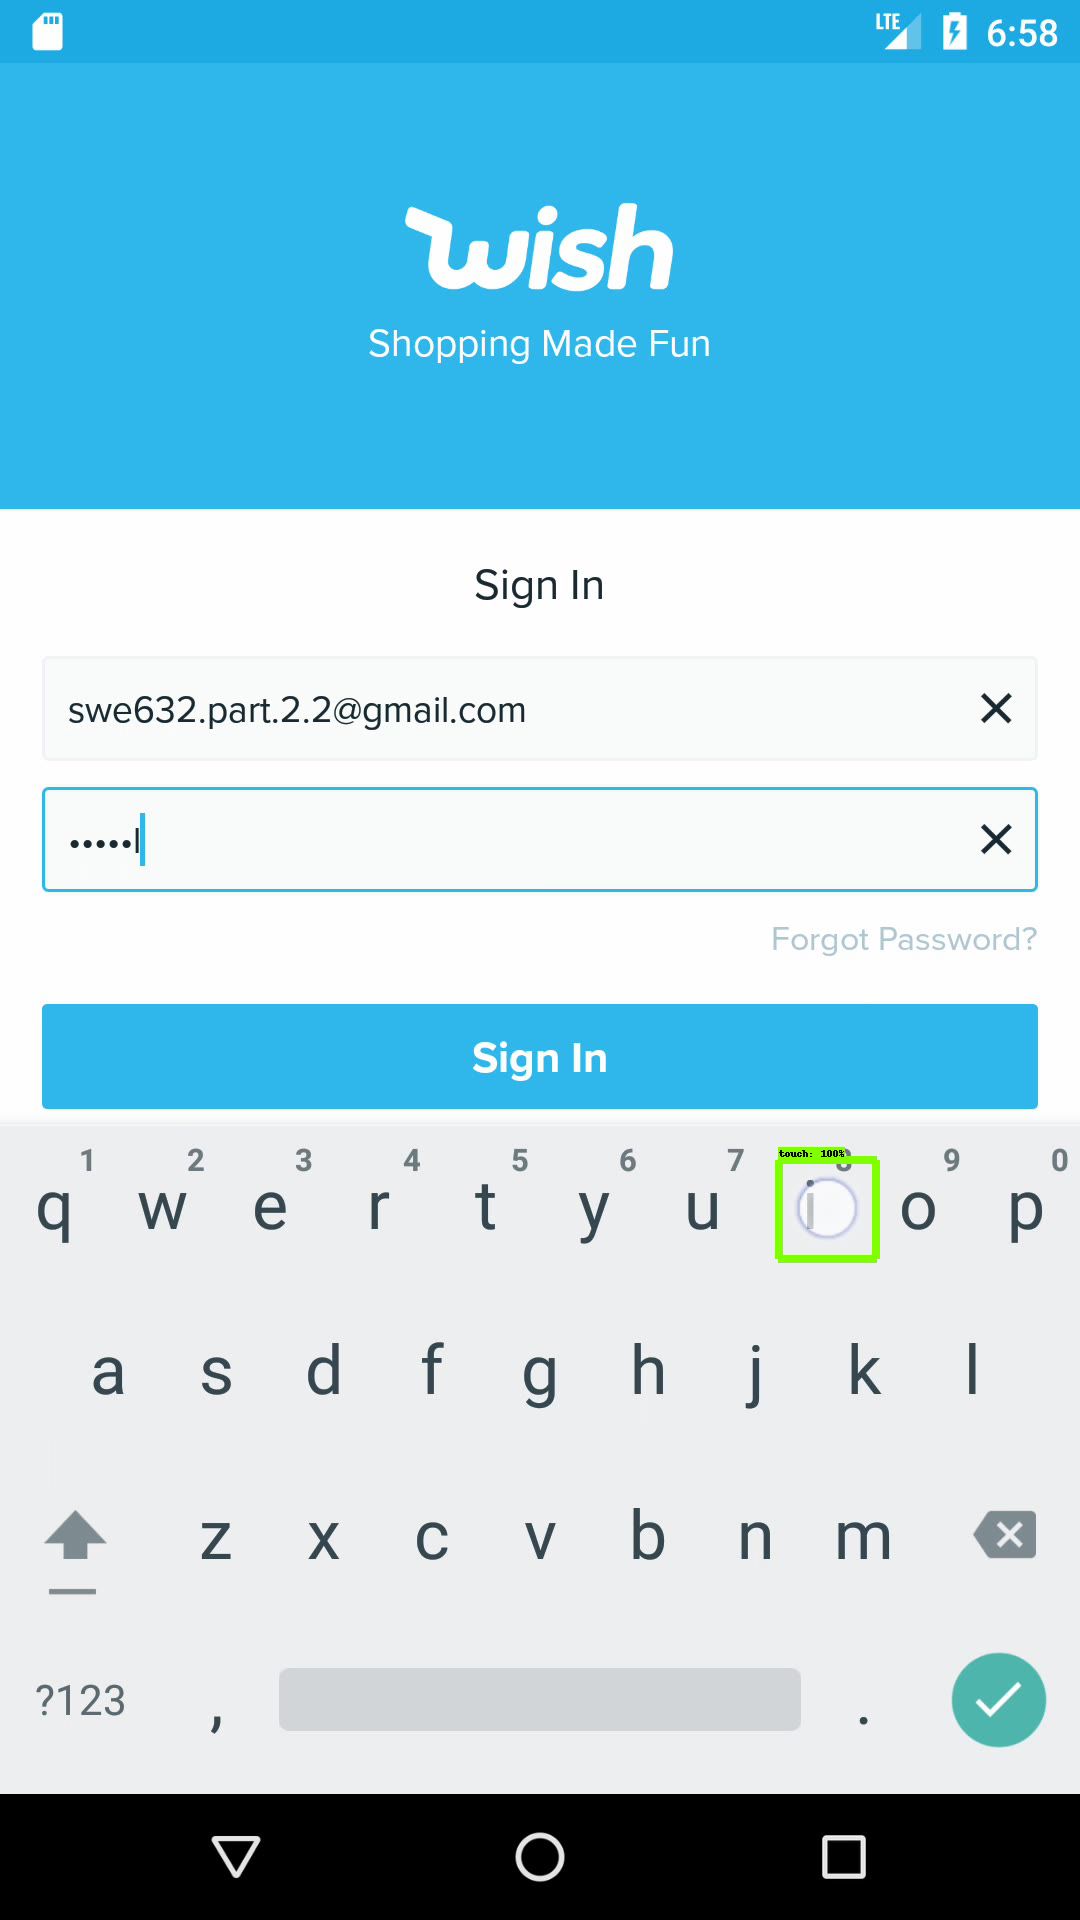 LTE 6:58
wish
Shopping Made Fun
Sign In
swe632.part.2.2@gmail.com
•••••l
Forgot Password?
Sign In
touch: 100%
1 2 3 4 5 6 7 8 9 0
q w e r t y u i o p
a s d f g h j k l
z x c v b n m
?123 , .